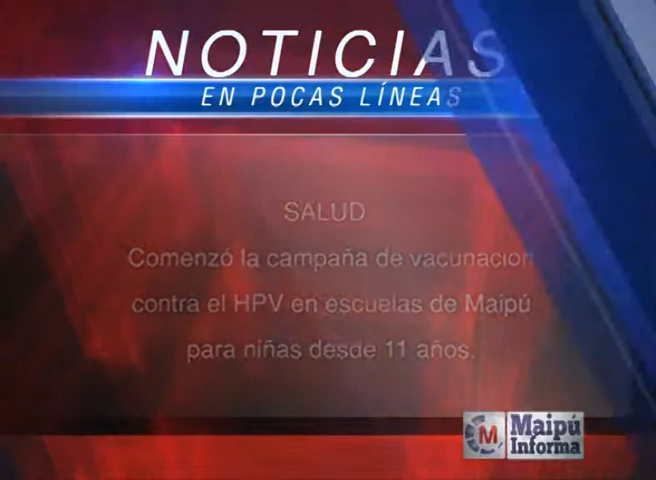 NOTICIAS
EN POCAS LÍNEAS
SALUD
Comenzó la campaña de vacunación
contra el HPV en escuelas de Maipú
para niñas desde 11 años.
M Maipú
Informa